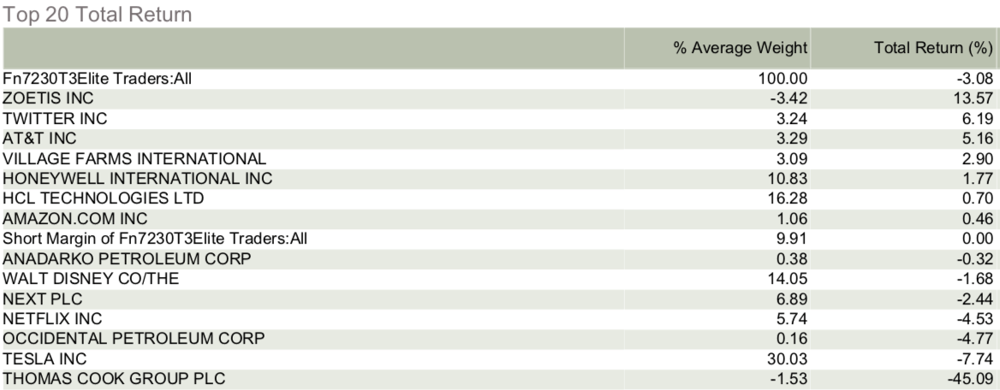 Top 20 Total Return
% Average Weight Total Return (%)
Fn7230T3Elite Traders:All 100.00 -3.08
ZOETIS INC -3.42 13.57
TWITTER INC 3.24 6.19
AT&T INC 3.29 5.16
VILLAGE FARMS INTERNATIONAL 3.09 2.90
HONEYWELL INTERNATIONAL INC 10.83 1.77
HCL TECHNOLOGIES LTD 16.28 0.70
AMAZON.COM INC 1.06 0.46
Short Margin of Fn7230T3Elite Traders:All 9.91 0.00
ANADARKO PETROLEUM CORP 0.38 -0.32
WALT DISNEY CO/THE 14.05 -1.68
NEXT PLC 6.89 -2.44
NETFLIX INC 5.74 -4.53
OCCIDENTAL PETROLEUM CORP 0.16 -4.77
TESLA INC 30.03 -7.74
THOMAS COOK GROUP PLC -1.53 -45.09